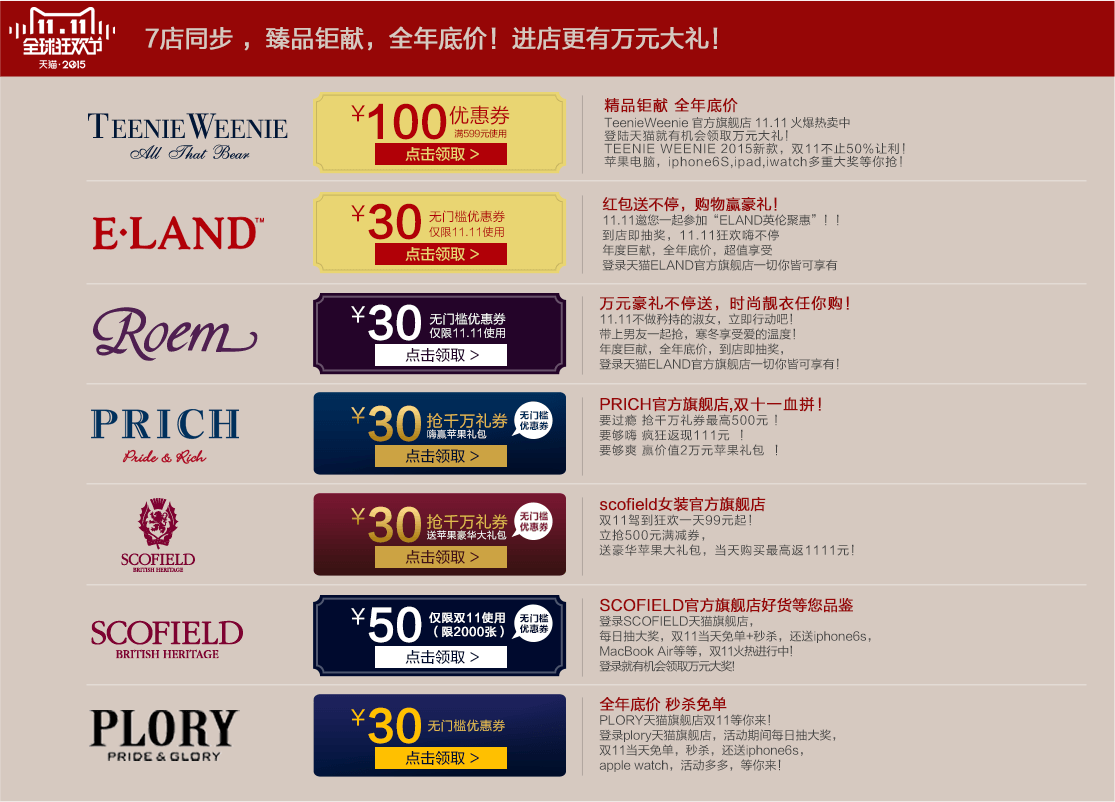 11.11
全球狂欢节
天猫·2015
7店同步 ，臻品钜献，全年底价！进店更有万元大礼！
TEENIE WEENIE
All That Bear
¥100 优惠券
满599元使用
点击领取 >
精品钜献 全年底价
TeenieWeenie 官方旗舰店 11.11 火爆热卖中
登陆天猫就有机会领取万元大礼！
TEENIE WEENIE 2015新款，双11不止50%让利！
苹果电脑，iphone6S,ipad,iwatch多重大奖等你抢！
E·LAND™
¥30 无门槛优惠券
仅限11.11使用
点击领取 >
红包送不停，购物赢豪礼！
11.11邀您一起参加“ELAND英伦聚惠”！！
到店即抽奖，11.11狂欢嗨不停
年度巨献，全年底价，超值享受
登录天猫ELAND官方旗舰店一切你皆可享有
Roem
¥30 无门槛优惠券
仅限11.11使用
点击领取 >
万元豪礼不停送，时尚靓衣任你购！
11.11不做矜持的淑女，立即行动吧！
带上男友一起抢，寒冬享受爱的温度！
年度巨献，全年底价，到店即抽奖，
登录天猫ELAND官方旗舰店一切你皆可享有！
PRICH
Pride & Rich
¥30 抢千万礼券
嗨赢苹果礼包
无门槛
优惠券
点击领取 >
PRICH官方旗舰店,双十一血拼！
要过瘾 抢千万礼券最高500元 ！
要够嗨 疯狂返现111元 ！
要够爽 赢价值2万元苹果礼包 ！
SCOFIELD
BRITISH HERITAGE
¥30 抢千万礼券
送苹果豪华大礼包
无门槛
优惠券
点击领取 >
scofield女装官方旗舰店
双11驾到狂欢一天99元起！
立抢500元满减券，
送豪华苹果大礼包，当天购买最高返1111元！
SCOFIELD
BRITISH HERITAGE
¥50 仅限双11使用
（限2000张）
无门槛
优惠券
点击领取 >
SCOFIELD官方旗舰店好货等您品鉴
登录SCOFIELD天猫旗舰店，
每日抽大奖，双11当天免单+秒杀，还送iphone6s，
MacBook Air等等，双11火热进行中！
登录就有机会领取万元大奖!
PLORY
PRIDE & GLORY
¥30 无门槛优惠券
点击领取 >
全年底价 秒杀免单
PLORY天猫旗舰店双11等你来！
登录plory天猫旗舰店，活动期间每日抽大奖，
双11当天免单，秒杀，还送iphone6s，
apple watch，活动多多，等你来！